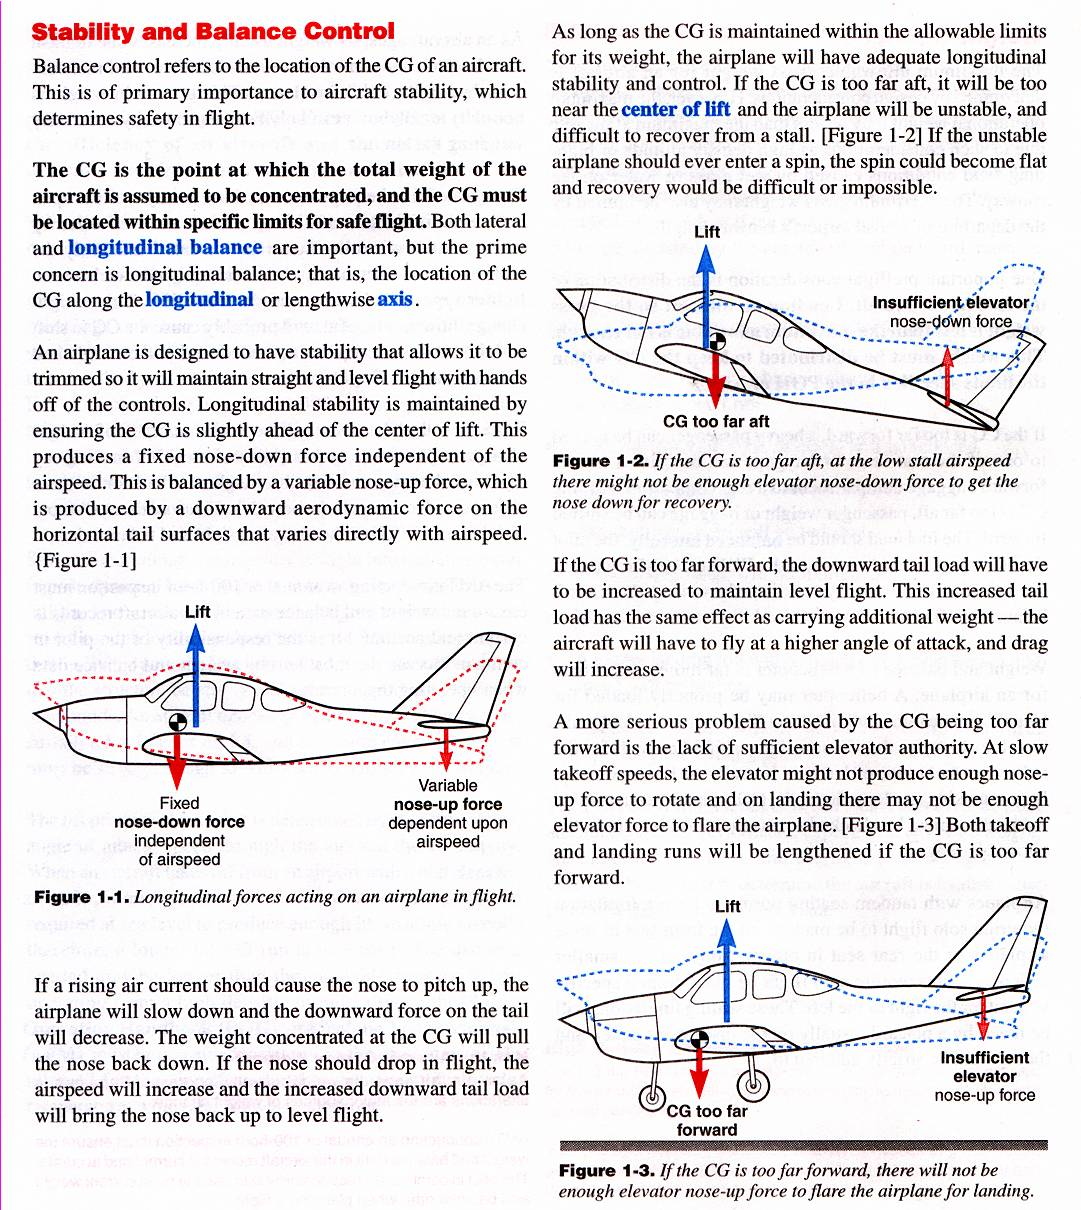 Stability and Balance Control
Balance control refers to the location of the CG of an aircraft.
This is of primary importance to aircraft stability, which
determines safety in flight.
The CG is the point at which the total weight of the
aircraft is assumed to be concentrated, and the CG must
be located within specific limits for safe flight. Both lateral
and longitudinal balance are important, but the prime
concern is longitudinal balance; that is, the location of the
CG along the longitudinal or lengthwise axis.
An airplane is designed to have stability that allows it to be
trimmed so it will maintain straight and level flight with hands
off of the controls. Longitudinal stability is maintained by
ensuring the CG is slightly ahead of the center of lift. This
produces a fixed nose-down force independent of the
airspeed. This is balanced by a variable nose-up force, which
is produced by a downward aerodynamic force on the
horizontal tail surfaces that varies directly with airspeed.
{Figure 1-1]
Lift
Fixed
nose-down force
independent
of airspeed
Variable
nose-up force
dependent upon
airspeed
Figure 1-1. Longitudinal forces acting on an airplane in flight.
If a rising air current should cause the nose to pitch up, the
airplane will slow down and the downward force on the tail
will decrease. The weight concentrated at the CG will pull
the nose back down. If the nose should drop in flight, the
airspeed will increase and the increased downward tail load
will bring the nose back up to level flight.
As long as the CG is maintained within the allowable limits
for its weight, the airplane will have adequate longitudinal
stability and control. If the CG is too far aft, it will be too
near the center of lift and the airplane will be unstable, and
difficult to recover from a stall. [Figure 1-2] If the unstable
airplane should ever enter a spin, the spin could become flat
and recovery would be difficult or impossible.
Lift
Insufficient elevator
nose-down force
CG too far aft
Figure 1-2. If the CG is too far aft, at the low stall airspeed
there might not be enough elevator nose-down force to get the
nose down for recovery.
If the CG is too far forward, the downward tail load will have
to be increased to maintain level flight. This increased tail
load has the same effect as carrying additional weight — the
aircraft will have to fly at a higher angle of attack, and drag
will increase.
A more serious problem caused by the CG being too far
forward is the lack of sufficient elevator authority. At slow
takeoff speeds, the elevator might not produce enough nose-
up force to rotate and on landing there may not be enough
elevator force to flare the airplane. [Figure 1-3] Both takeoff
and landing runs will be lengthened if the CG is too far
forward.
Lift
Insufficient
elevator
nose-up force
CG too far
forward
Figure 1-3. If the CG is too far forward, there will not be
enough elevator nose-up force to flare the airplane for landing.